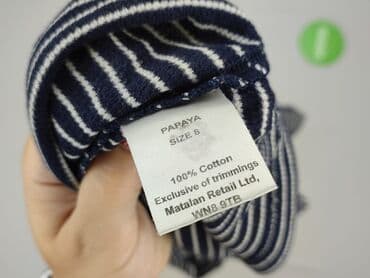 PAPAYA
SIZE 8
100% Cotton
Exclusive of trimmings
Matalan Retail Ltd,
WN8 9TB